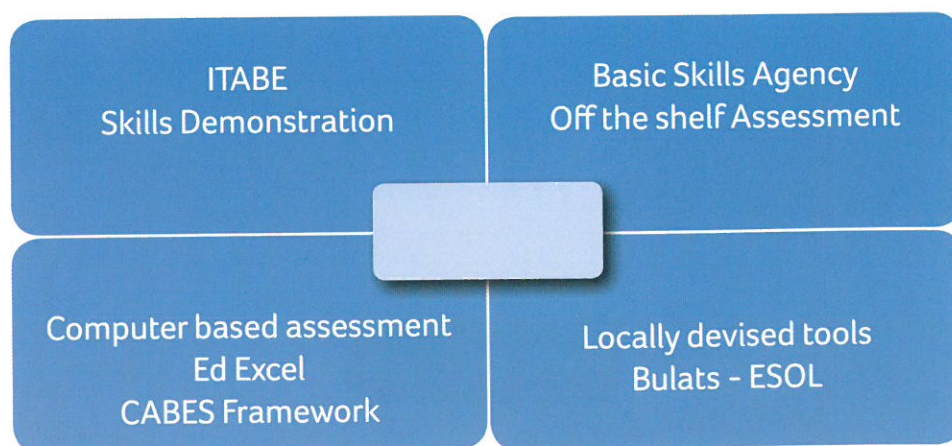 ITABE
Skills Demonstration
Basic Skills Agency
Off the shelf Assessment
Computer based assessment
Ed Excel
CABES Framework
Locally devised tools
Bulats - ESOL